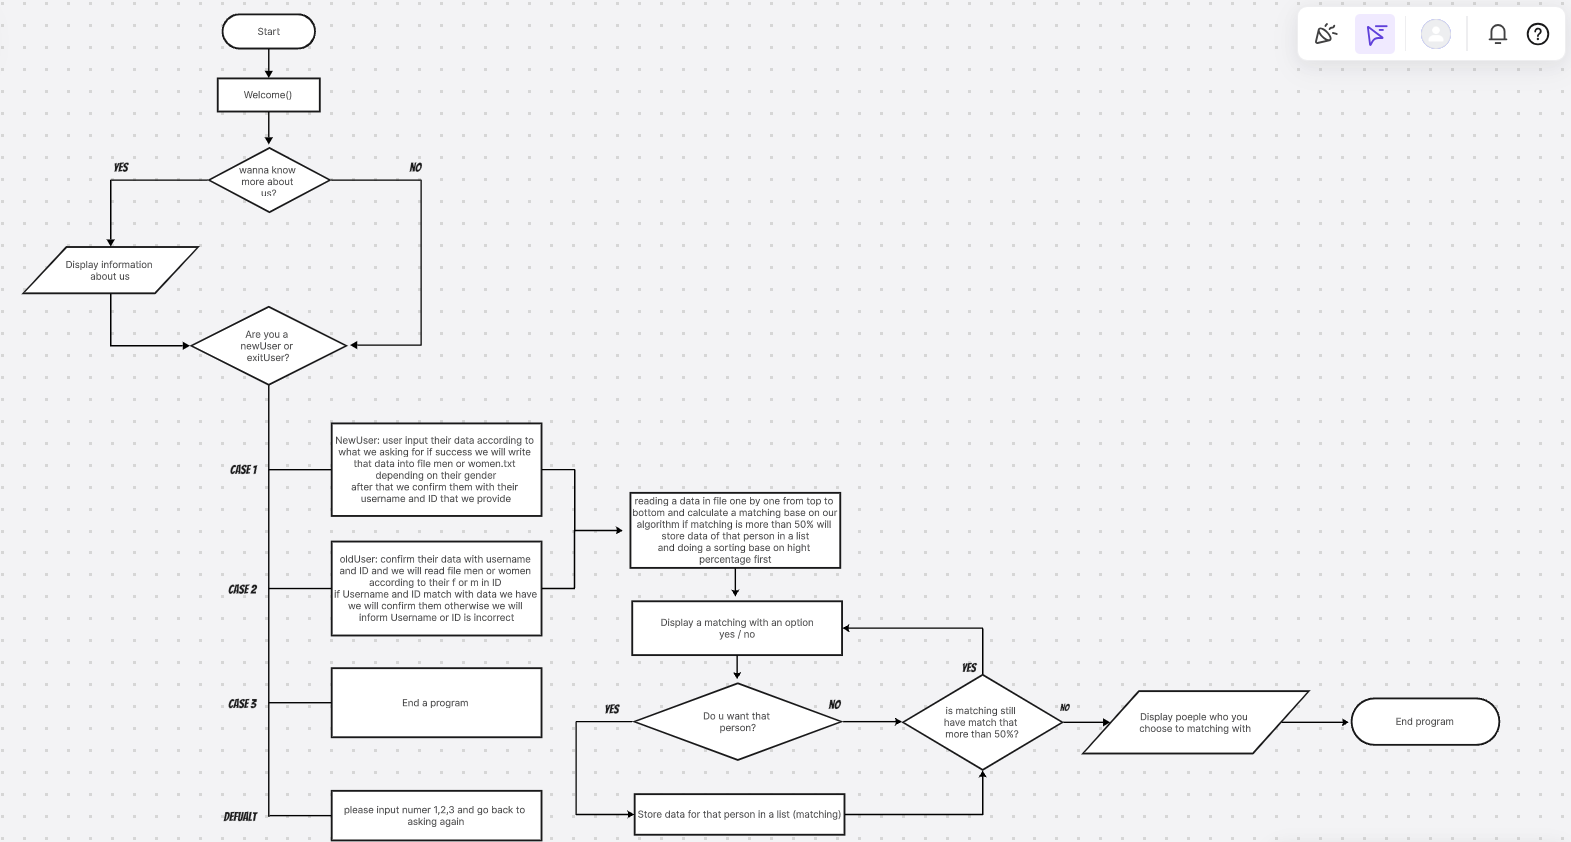 Start
Welcome()
YES
wanna know
more about
us?
NO
Display information
about us
Are you a
newUser or
exitUser?
CASE 1
NewUser: user input their data according to
what we asking for if success we will write
that data into file men or women.txt
depending on their gender
after that we confirm them with their
username and ID that we provide
CASE 2
oldUser: confirm their data with username
and ID and we will read file men or women
according to their f or m in ID
if Username and ID match with data we have
we will confirm them otherwise we will
inform Username or ID is incorrect
CASE 3
End a program
DEFUALT
please input numer 1,2,3 and go back to
asking again
reading a data in file one by one from top to
bottom and calculate a matching base on our
algorithm if matching is more than 50% will
store data of that person in a list
and doing a sorting base on hight
percentage first
Display a matching with an option
yes / no
YES
Do u want that
person?
NO
Store data for that person in a list (matching)
YES
is matching still
have match that
more than 50%?
NO
Display poeple who you
choose to matching with
End program